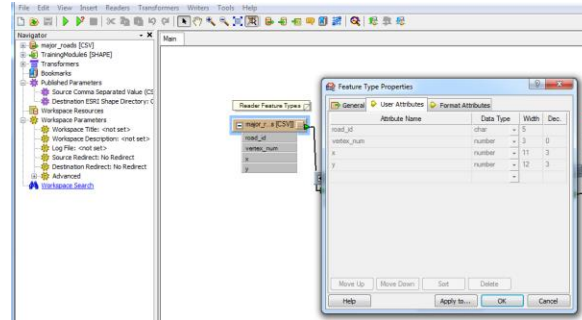 File Edit View Insert Readers Transformers Writers Tools Help
Navigator
major_roads [CSV]
TrainingModule6 [SHAPE]
Transformers
Bookmarks
Published Parameters
Source Comma Separated Value (CS
Destination ESRI Shape Directory: C
Workspace Resources
Workspace Parameters
Workspace Title: <not set>
Workspace Description: <not set>
Log File: <not set>
Source Redirect: No Redirect
Destination Redirect: No Redirect
Advanced
Workspace Search
Main
Reader Feature Types
major_r...s [CSV]
road_id
vertex_num
x
y
Feature Type Properties
General User Attributes Format Attributes
Attribute Name Data Type Width Dec.
road_id char 5
vertex_num number 3 0
x number 11 3
y number 12 3
Move Up Move Down Sort Delete
Help Apply to... OK Cancel